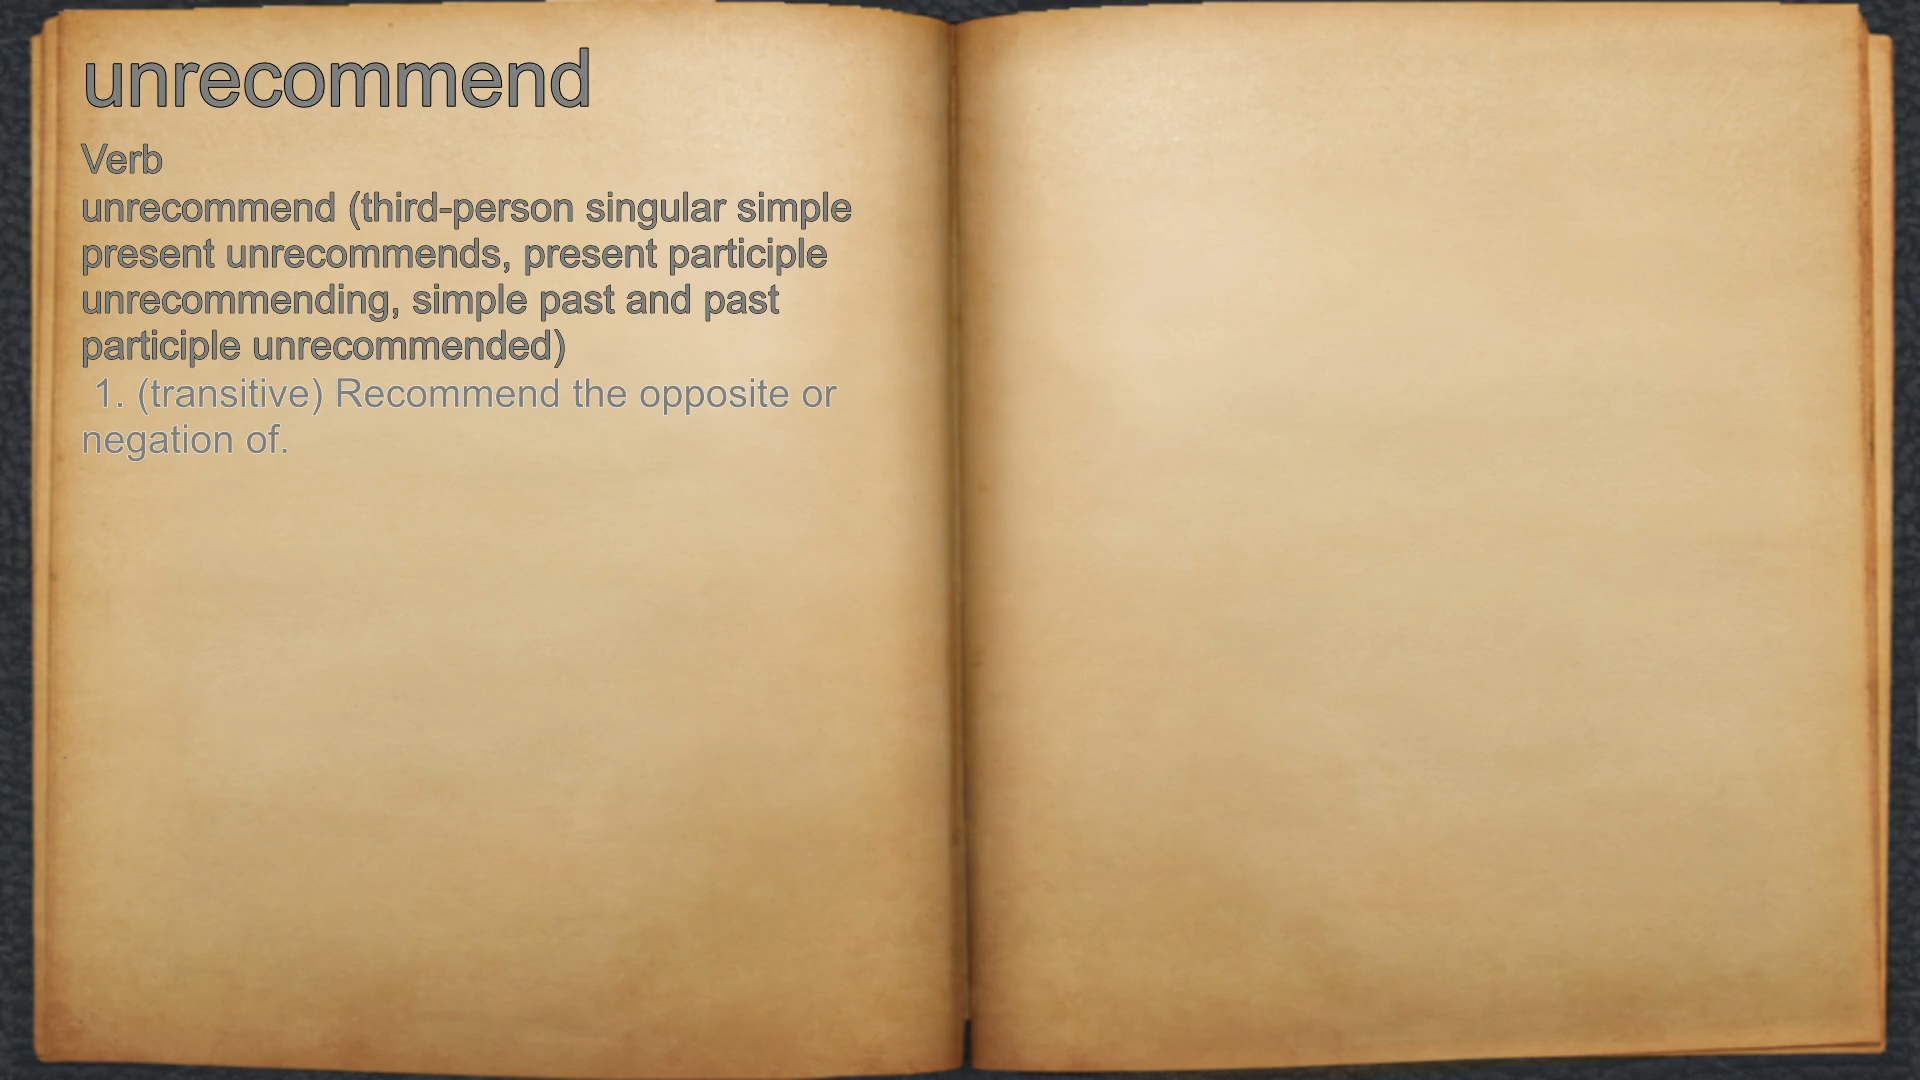 unrecommend
Verb
unrecommend (third-person singular simple
present unrecommends, present participle
unrecommending, simple past and past
participle unrecommended)
1. (transitive) Recommend the opposite or
negation of.